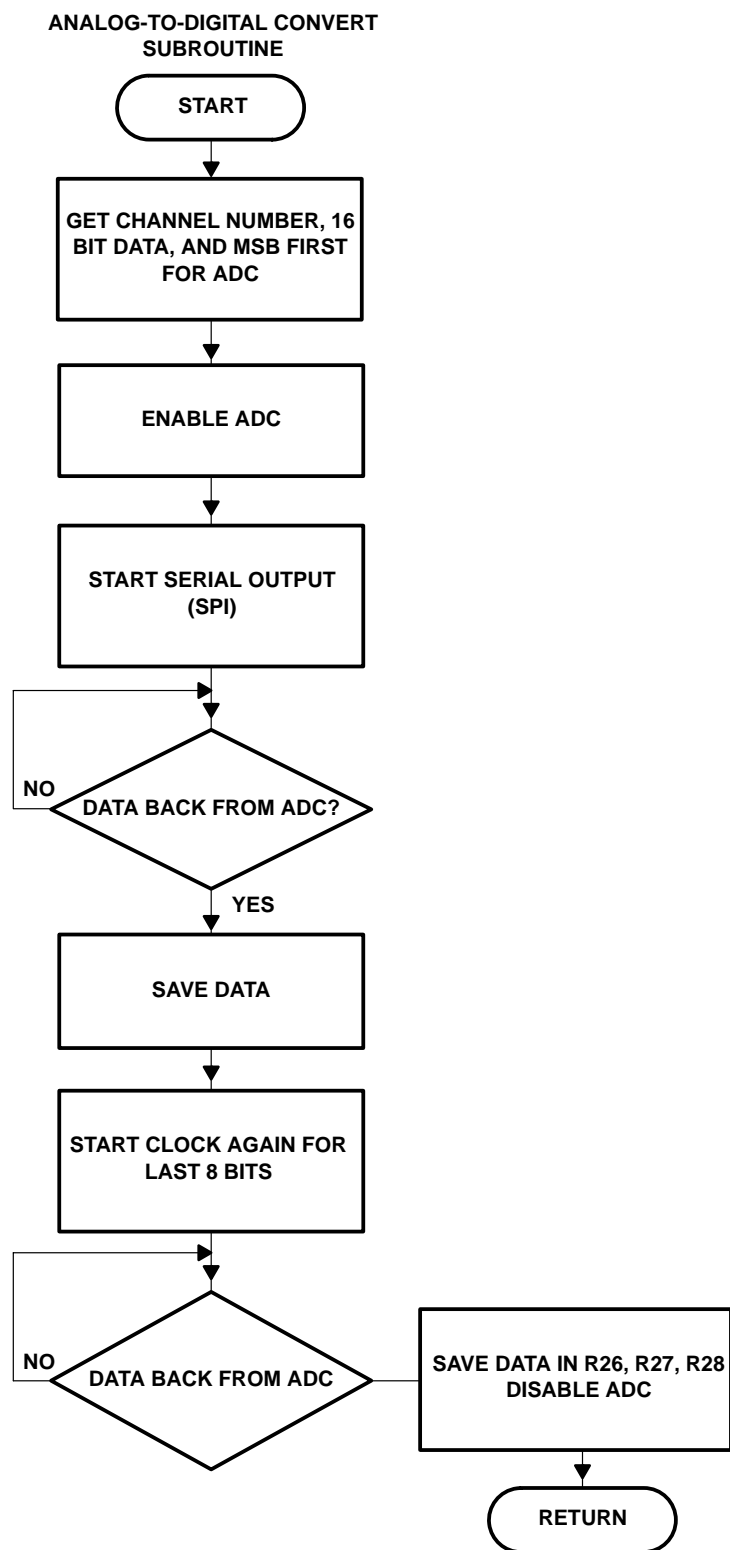 ANALOG-TO-DIGITAL CONVERT
SUBROUTINE
START
GET CHANNEL NUMBER, 16
BIT DATA, AND MSB FIRST
FOR ADC
ENABLE ADC
START SERIAL OUTPUT
(SPI)
NO
DATA BACK FROM ADC?
YES
SAVE DATA
START CLOCK AGAIN FOR
LAST 8 BITS
NO
DATA BACK FROM ADC
SAVE DATA IN R26, R27, R28
DISABLE ADC
RETURN